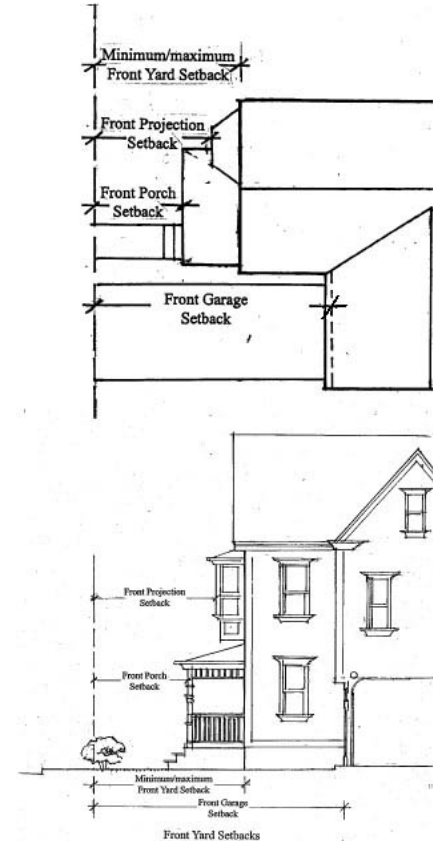 Minimum/maximum
Front Yard Setback
Front Projection
Setback
Front Porch
Setback
Front Garage
Setback
Front Projection
Setback
Front Porch
Setback
Minimum/maximum
Front Yard Setback
Front Garage
Setback
Front Yard Setbacks